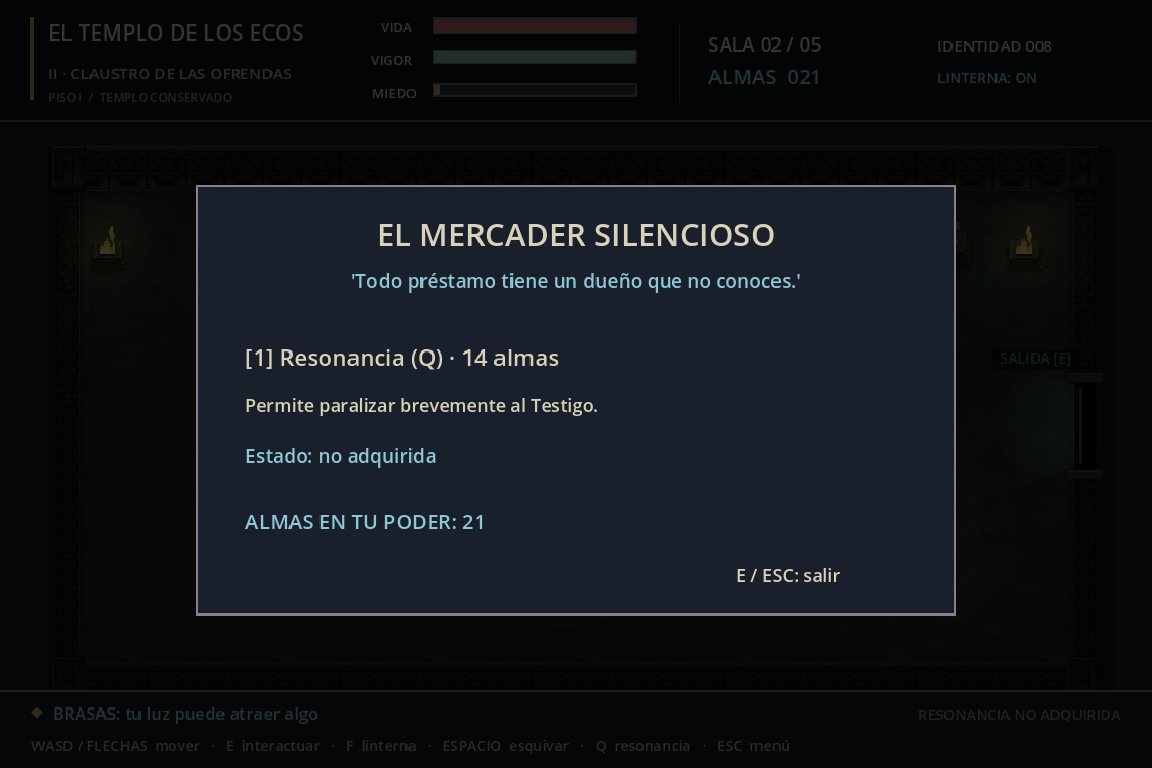 EL TEMPLO DE LOS ECOS
II · CLAUSTRO DE LAS OFRENDAS
PISO I / TEMPLO CONSERVADO
VIDA
VIGOR
MIEDO
SALA 02 / 05
ALMAS 021
IDENTIDAD 008
LINTERNA: ON
EL MERCADER SILENCIOSO
'Todo préstamo tiene un dueño que no conoces.'
[1] Resonancia (Q) · 14 almas
Permite paralizar brevemente al Testigo.
Estado: no adquirida
ALMAS EN TU PODER: 21
E / ESC: salir
SALIDA [E]
BRASAS: tu luz puede atraer algo
RESONANCIA NO ADQUIRIDA
WASD / FLECHAS mover · E interactuar · F linterna · ESPACIO esquivar · Q resonancia · ESC menú